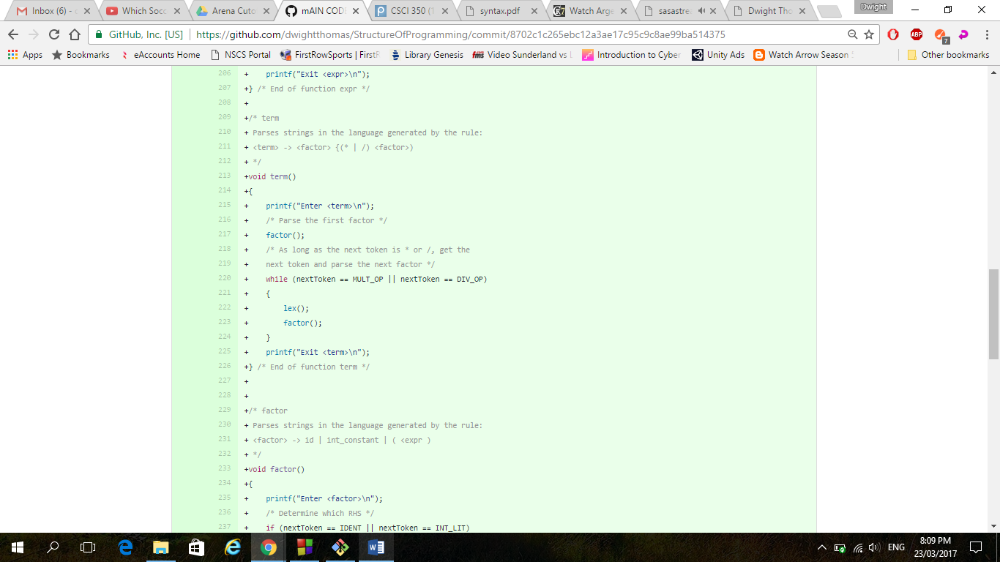 Inbox (6) - c
Which Socc
Arena Cuto
mAIN CODE
CSCI 350 (1
syntax.pdf
Watch Arge
sasastree
Dwight Tho
Dwight
GitHub, Inc. [US]
https://github.com/dwightthomas/StructureOfProgramming/commit/8702c1c265ebc12a3ae17c95c9c8ae99ba514375
ABP
7
Apps
Bookmarks
eAccounts Home
NSCS Portal
FirstRowSports | FirstR
Library Genesis
fms Video Sunderland vs L
Introduction to Cyber
Unity Ads
Watch Arrow Season
Other bookmarks
206 + printf("Exit <expr>\n");
207 +} /* End of function expr */
208 +
209 +/* term
210 + Parses strings in the language generated by the rule:
211 + <term> -> <factor> {(* | /) <factor>)
212 + */
213 +void term()
214 +{
215 + printf("Enter <term>\n");
216 + /* Parse the first factor */
217 + factor();
218 + /* As long as the next token is * or /, get the
219 + next token and parse the next factor */
220 + while (nextToken == MULT_OP || nextToken == DIV_OP)
221 + {
222 + lex();
223 + factor();
224 + }
225 + printf("Exit <term>\n");
226 +} /* End of function term */
227 +
228 +
229 +/* factor
230 + Parses strings in the language generated by the rule:
231 + <factor> -> id | int_constant | ( <expr )
232 + */
233 +void factor()
234 +{
235 + printf("Enter <factor>\n");
236 + /* Determine which RHS */
237 + if (nextToken == IDENT || nextToken == INT_LIT)
ENG
8:09 PM
23/03/2017